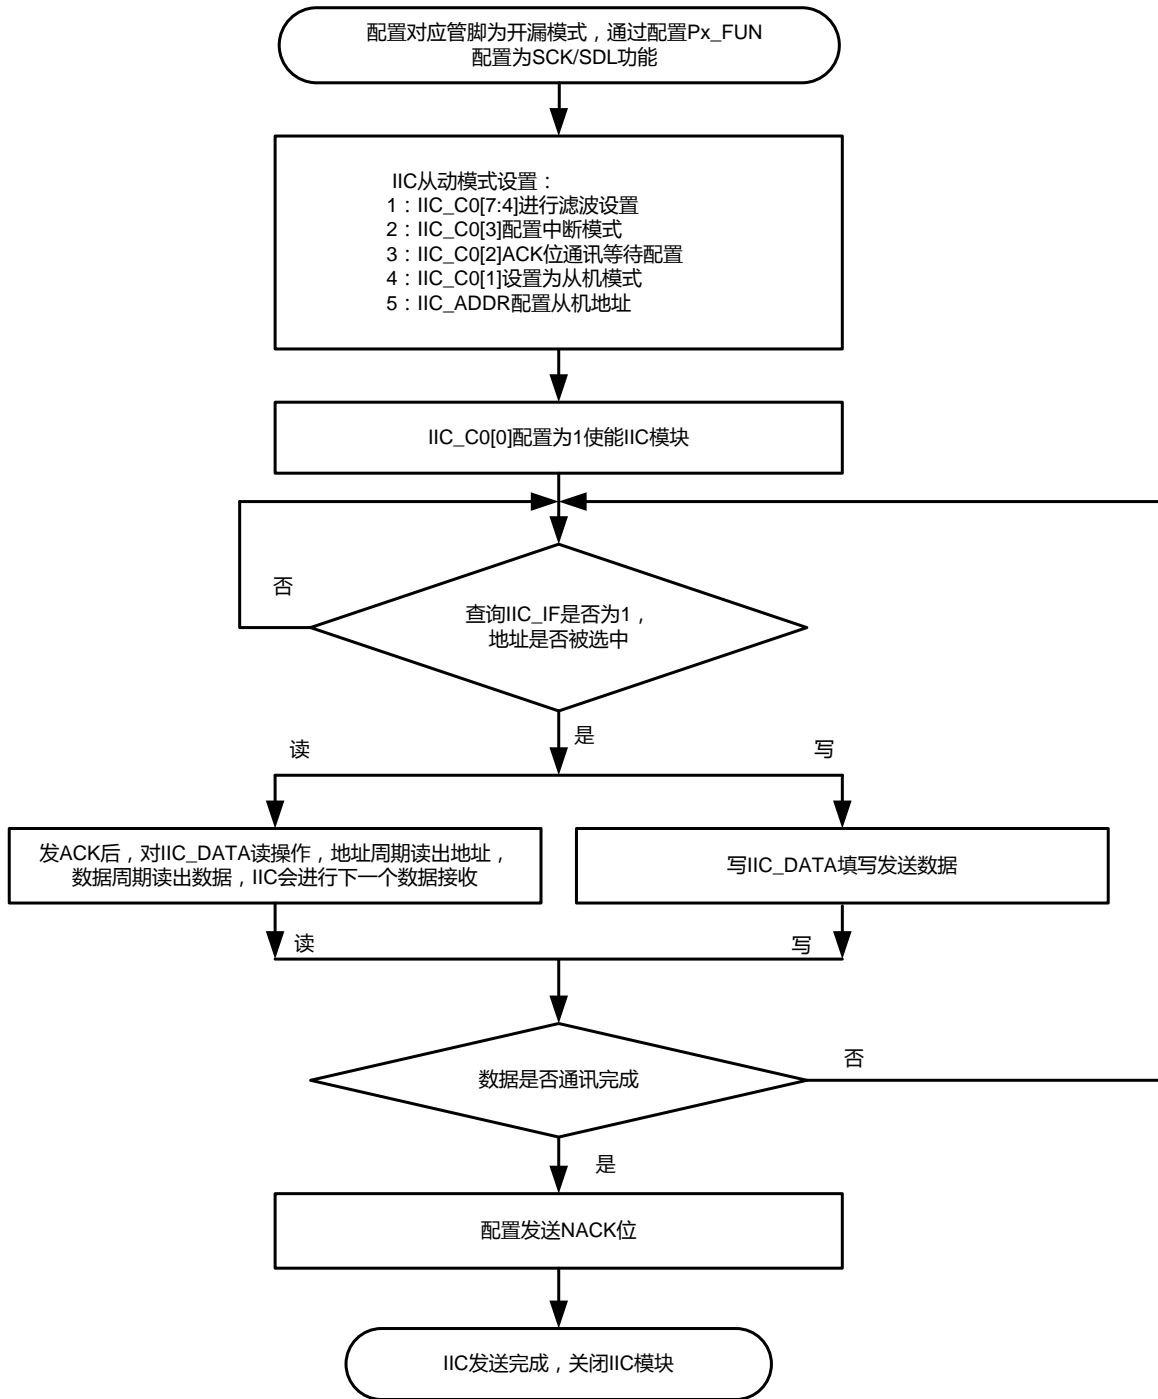 配置对应管脚为开漏模式，通过配置Px_FUN
配置为SCK/SDL功能
IIC从动模式设置：
1：IIC_C0[7:4]进行滤波设置
2：IIC_C0[3]配置中断模式
3：IIC_C0[2]ACK位通讯等待配置
4：IIC_C0[1]设置为从机模式
5：IIC_ADDR配置从机地址
IIC_C0[0]配置为1使能IIC模块
否
查询IIC_IF是否为1，
地址是否被选中
是
读
写
发ACK后，对IIC_DATA读操作，地址周期读出地址，
数据周期读出数据，IIC会进行下一个数据接收
写IIC_DATA填写发送数据
读
写
数据是否通讯完成
否
是
配置发送NACK位
IIC发送完成，关闭IIC模块